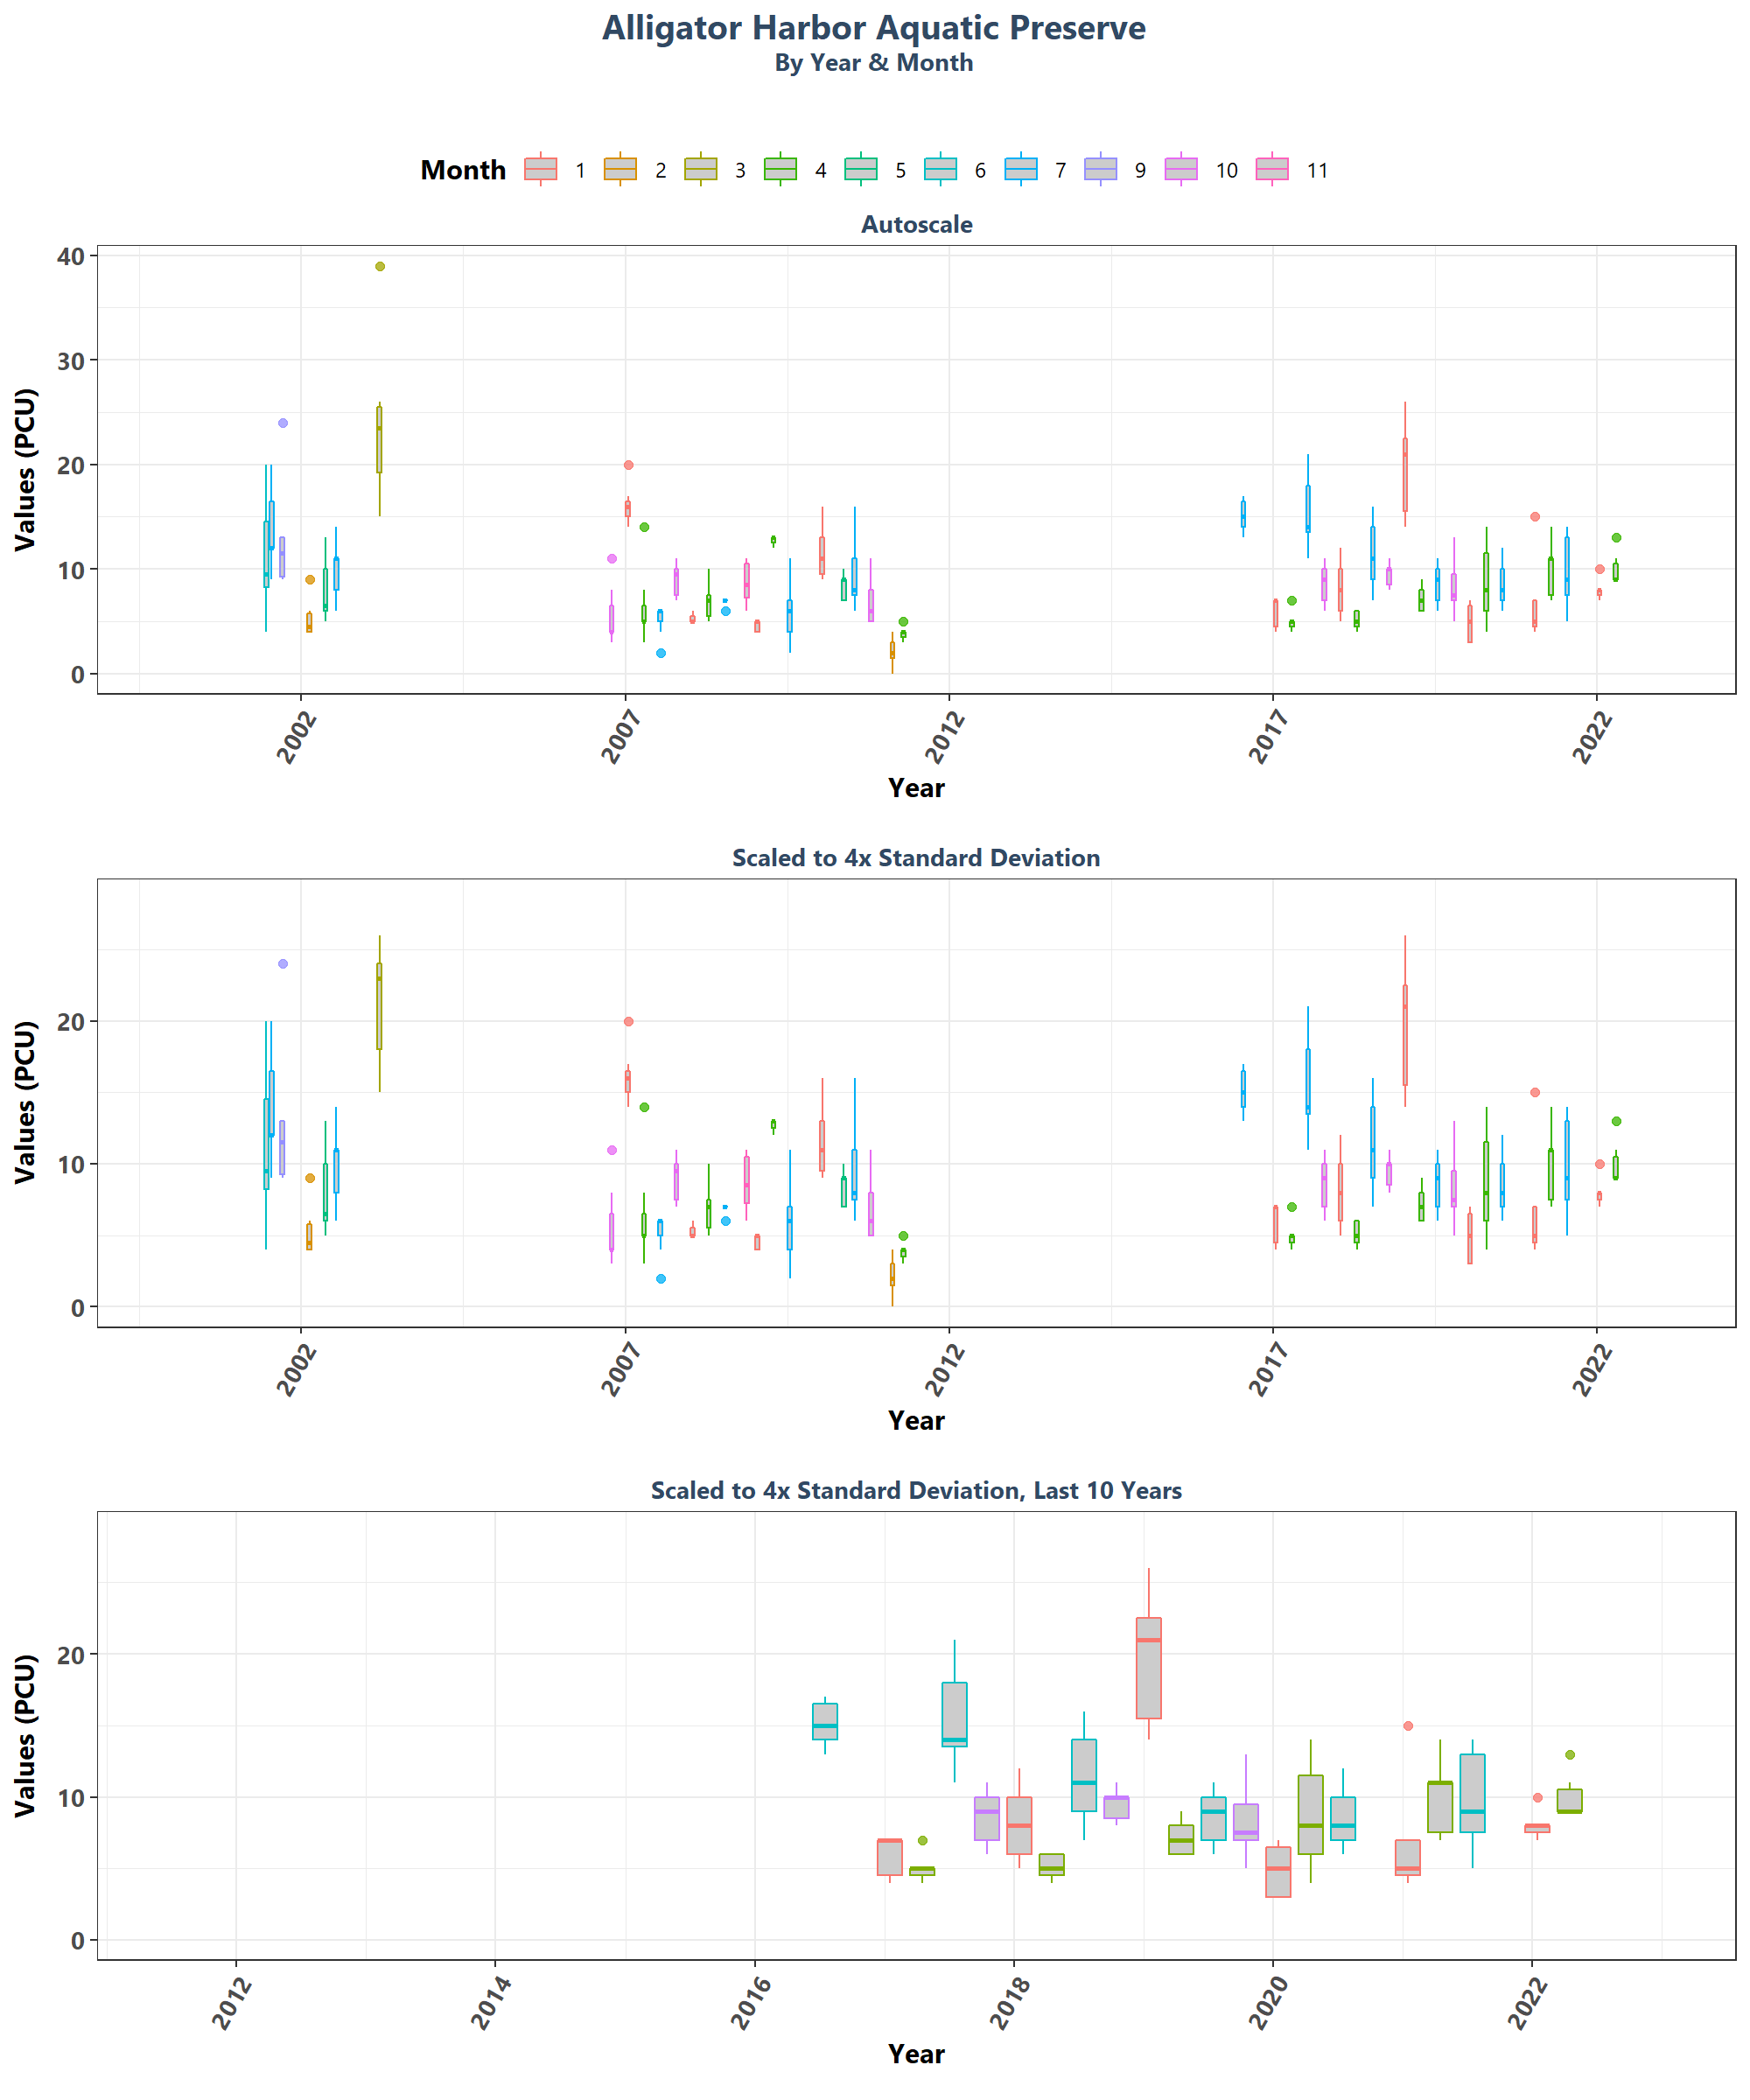 Alligator Harbor Aquatic Preserve
By Year & Month
Month 1 2 3 4 5 6 7 9 10 11
Autoscale
40
30
20
10
0
Values (PCU)
2002 2007 2012 2017 2022
Year
Scaled to 4x Standard Deviation
20
10
0
Values (PCU)
2002 2007 2012 2017 2022
Year
Scaled to 4x Standard Deviation, Last 10 Years
20
10
0
Values (PCU)
2012 2014 2016 2018 2020 2022
Year